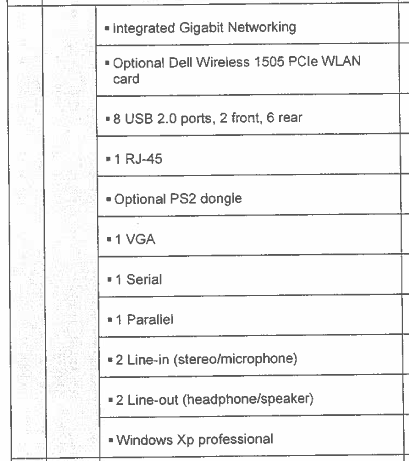 ▪ Integrated Gigabit Networking
▪ Optional Dell Wireless 1505 PCIe WLAN
card
▪ 8 USB 2.0 ports, 2 front, 6 rear
▪ 1 RJ-45
▪ Optional PS2 dongle
▪ 1 VGA
▪ 1 Serial
▪ 1 Parallel
▪ 2 Line-in (stereo/microphone)
▪ 2 Line-out (headphone/speaker)
▪ Windows Xp professional